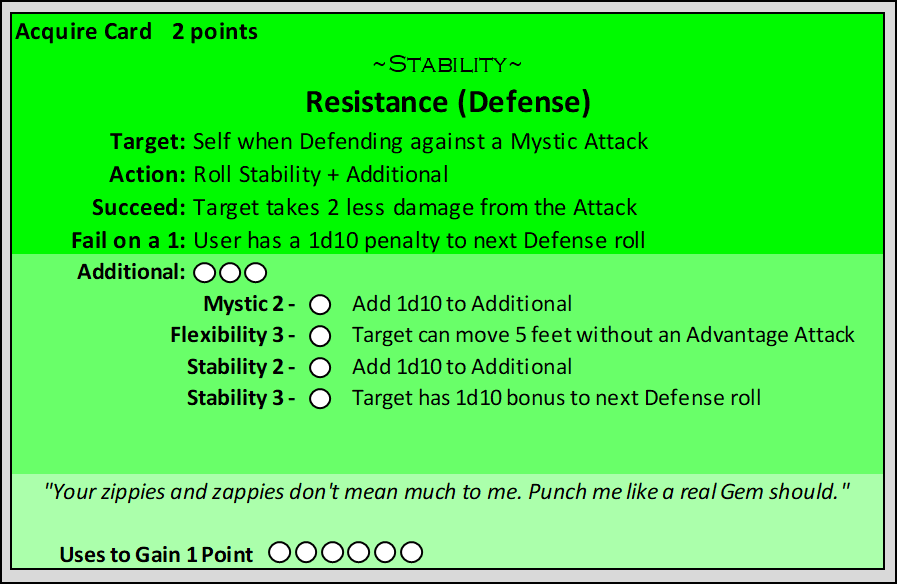 Acquire Card 2 points
~Stability~
Resistance (Defense)
Target: Self when Defending against a Mystic Attack
Action: Roll Stability + Additional
Succeed: Target takes 2 less damage from the Attack
Fail on a 1: User has a 1d10 penalty to next Defense roll
Additional:
Mystic 2 - Add 1d10 to Additional
Flexibility 3 - Target can move 5 feet without an Advantage Attack
Stability 2 - Add 1d10 to Additional
Stability 3 - Target has 1d10 bonus to next Defense roll
"Your zippies and zappies don't mean much to me. Punch me like a real Gem should."
Uses to Gain 1 Point